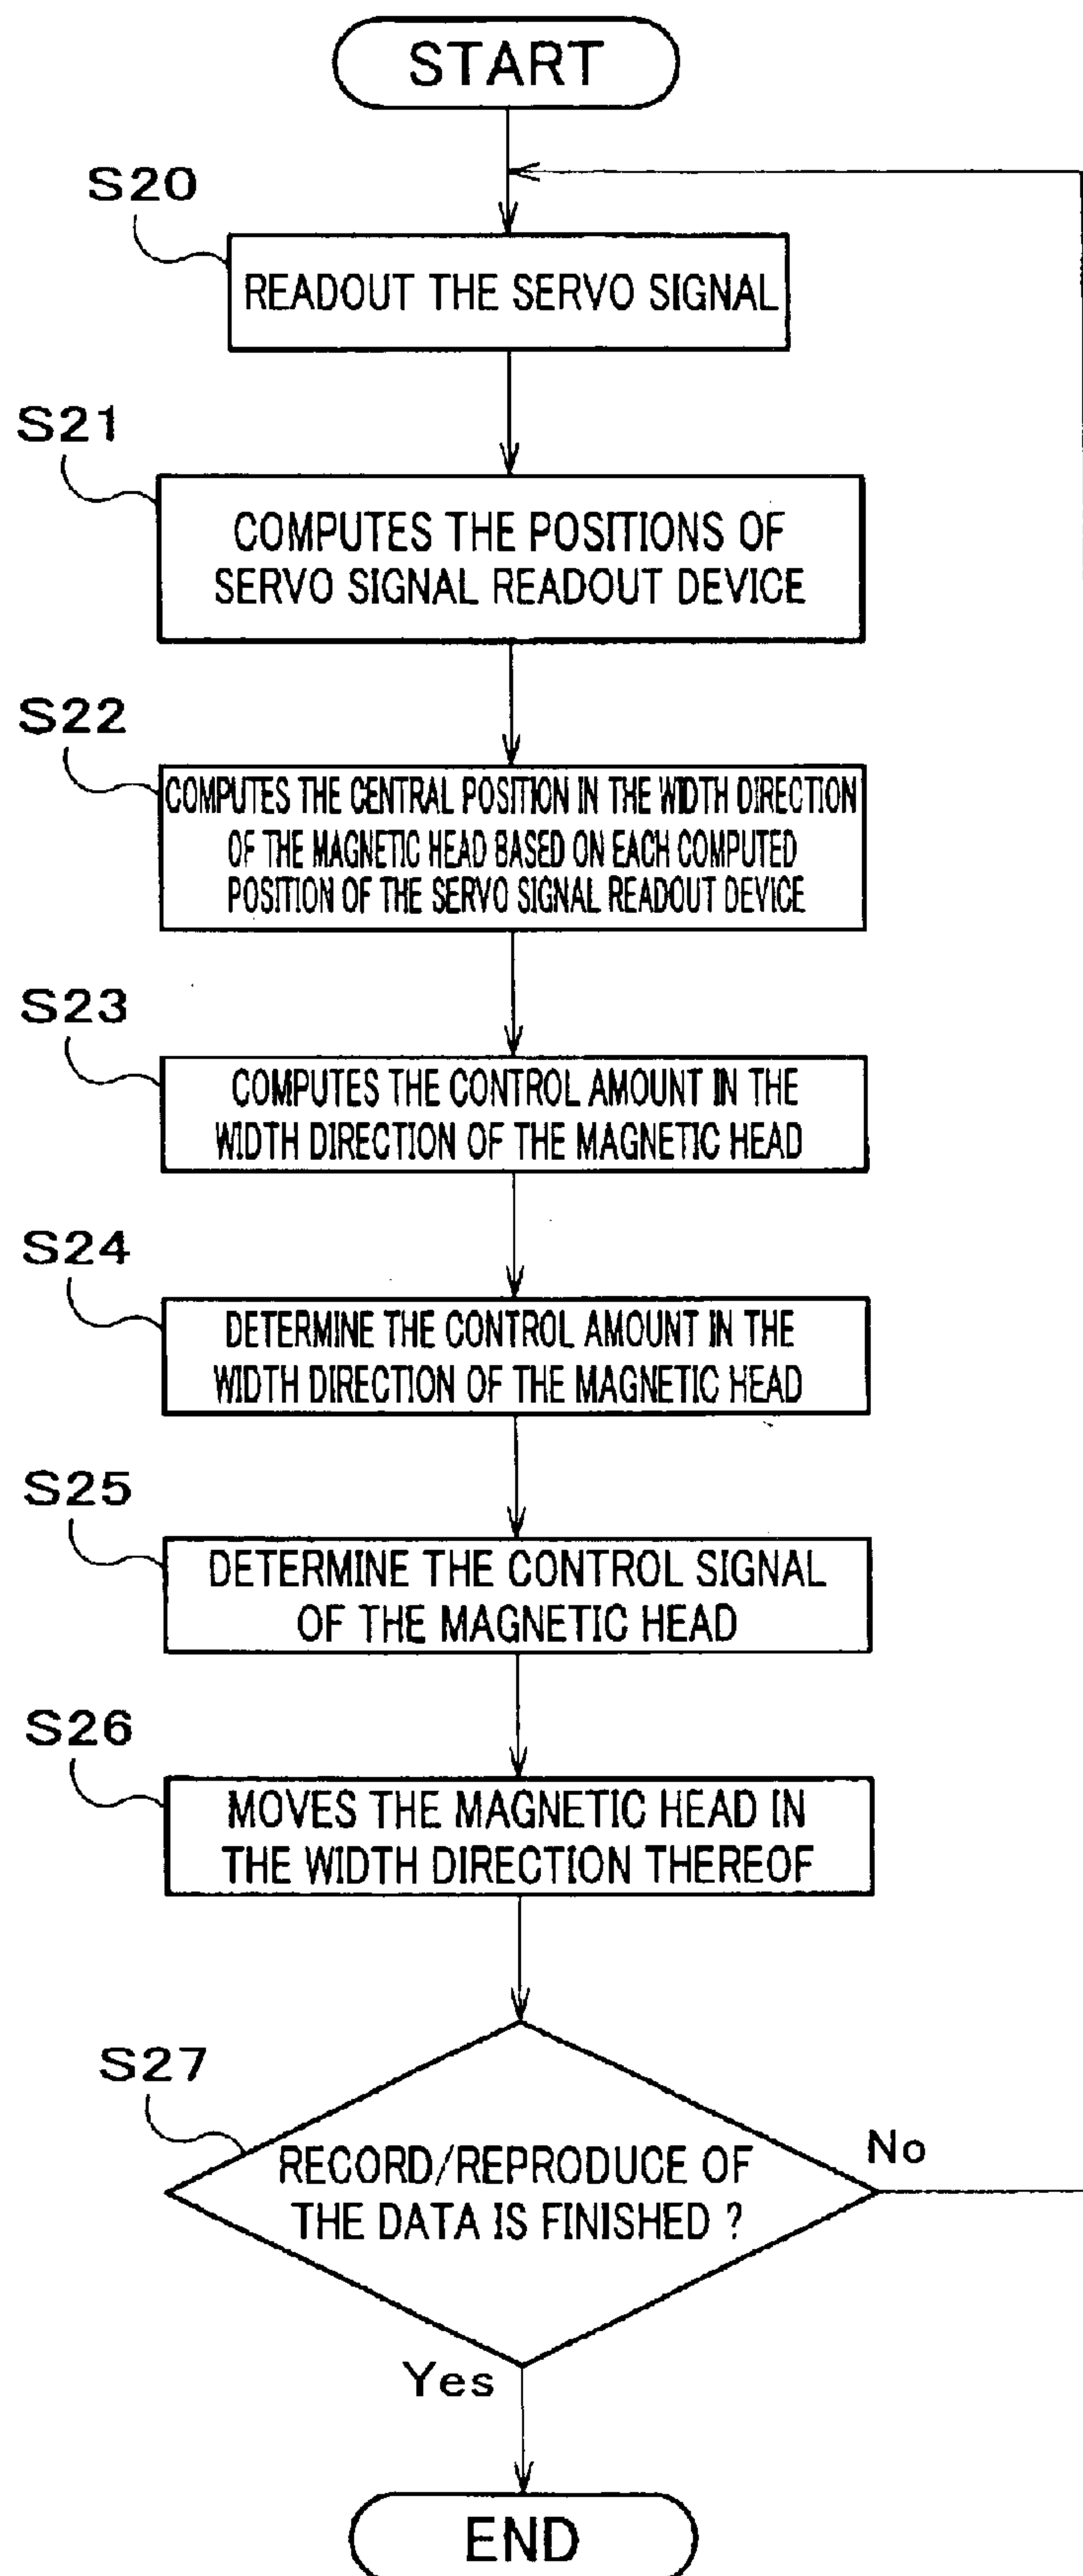 START
S20
READOUT THE SERVO SIGNAL
S21
COMPUTES THE POSITIONS OF
SERVO SIGNAL READOUT DEVICE
S22
COMPUTES THE CENTRAL POSITION IN THE WIDTH DIRECTION
OF THE MAGNETIC HEAD BASED ON EACH COMPUTED
POSITION OF THE SERVO SIGNAL READOUT DEVICE
S23
COMPUTES THE CONTROL AMOUNT IN THE
WIDTH DIRECTION OF THE MAGNETIC HEAD
S24
DETERMINE THE CONTROL AMOUNT IN THE
WIDTH DIRECTION OF THE MAGNETIC HEAD
S25
DETERMINE THE CONTROL SIGNAL
OF THE MAGNETIC HEAD
S26
MOVES THE MAGNETIC HEAD IN
THE WIDTH DIRECTION THEREOF
S27
RECORD/REPRODUCE OF
THE DATA IS FINISHED ?
No
Yes
END